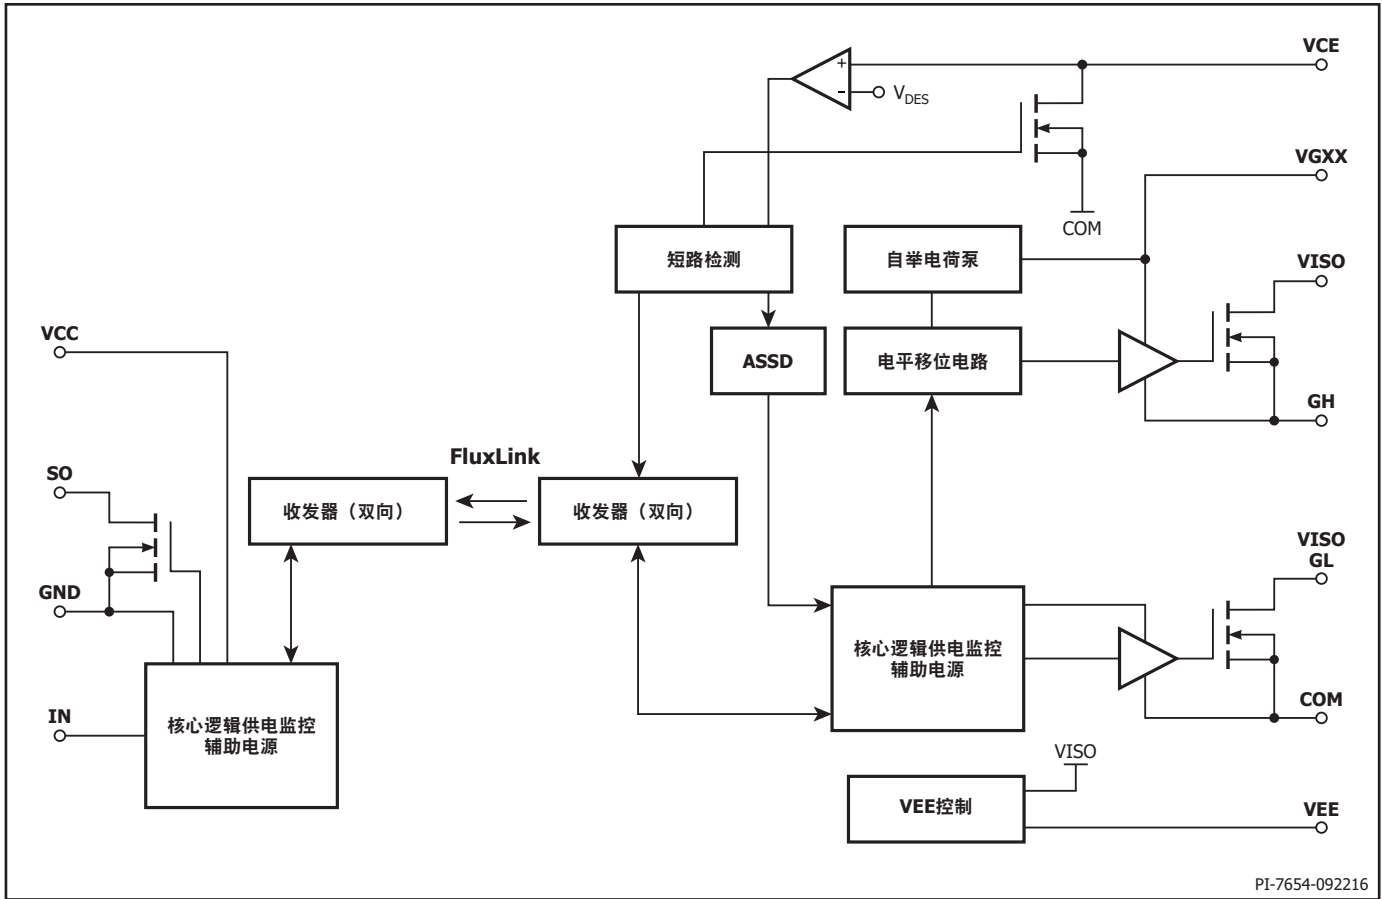 VCE
+
-
V_DES
VGXX
COM
短路检测
自举电荷泵
VISO
VCC
ASSD
电平移位电路
GH
FluxLink
SO
收发器（双向）
收发器（双向）
VISO
GL
GND
核心逻辑供电监控
辅助电源
COM
IN
核心逻辑供电监控
辅助电源
VISO
VEE控制
VEE
PI-7654-092216